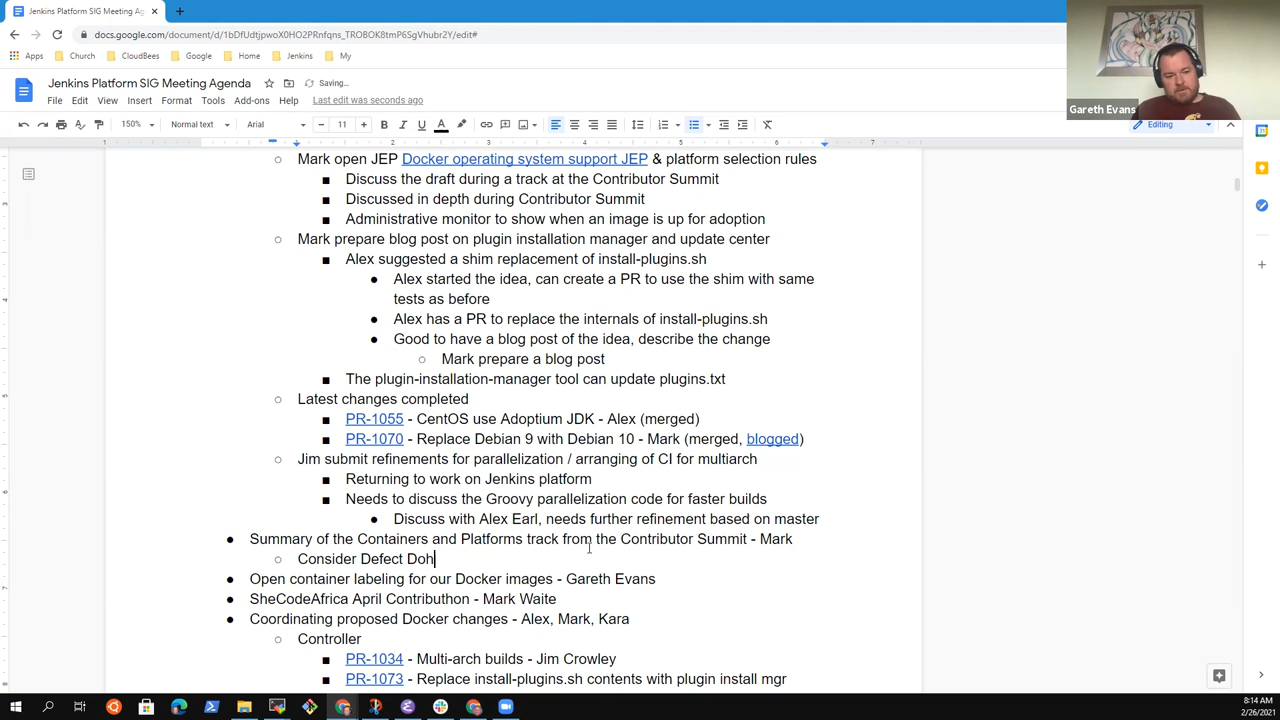 Jenkins Platform SIG Meeting Ag
docs.google.com/document/d/1bDfUdtjpwoX0HO2PRnfqns_TROBOK8tmP6SgVhubr2Y/edit#
Apps Church CloudBees Google Home Jenkins My
Gareth Evans
Jenkins Platform SIG Meeting Agenda
Saving...
File Edit View Insert Format Tools Add-ons Help Last edit was seconds ago
150% Normal text Arial 11 Editing
1 2 3 4 5 6 7
Mark open JEP Docker operating system support JEP & platform selection rules
Discuss the draft during a track at the Contributor Summit
Discussed in depth during Contributor Summit
Administrative monitor to show when an image is up for adoption
Mark prepare blog post on plugin installation manager and update center
Alex suggested a shim replacement of install-plugins.sh
Alex started the idea, can create a PR to use the shim with same
tests as before
Alex has a PR to replace the internals of install-plugins.sh
Good to have a blog post of the idea, describe the change
Mark prepare a blog post
The plugin-installation-manager tool can update plugins.txt
Latest changes completed
PR-1055 - CentOS use Adoptium JDK - Alex (merged)
PR-1070 - Replace Debian 9 with Debian 10 - Mark (merged, blogged)
Jim submit refinements for parallelization / arranging of CI for multiarch
Returning to work on Jenkins platform
Needs to discuss the Groovy parallelization code for faster builds
Discuss with Alex Earl, needs further refinement based on master
Summary of the Containers and Platforms track from the Contributor Summit - Mark
Consider Defect Doh
Open container labeling for our Docker images - Gareth Evans
SheCodeAfrica April Contributhon - Mark Waite
Coordinating proposed Docker changes - Alex, Mark, Kara
Controller
PR-1034 - Multi-arch builds - Jim Crowley
PR-1073 - Replace install-plugins.sh contents with plugin install mgr
8:14 AM
2/26/2021